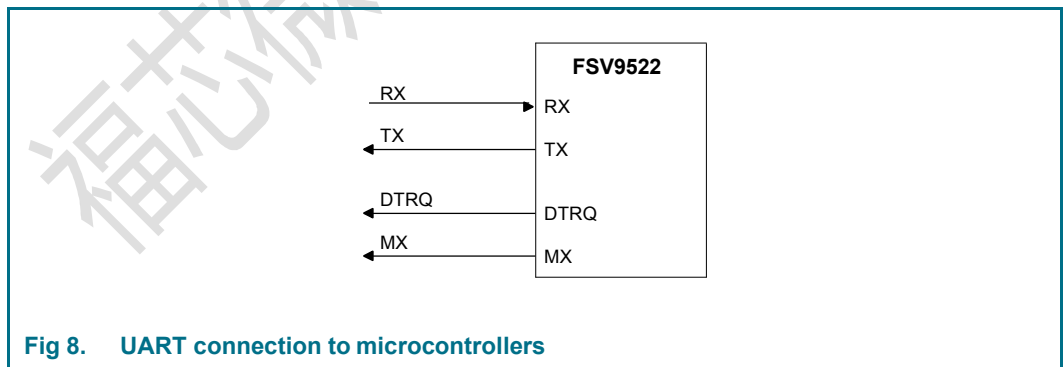 福芯微
FSV9522
RX RX
TX TX
DTRQ DTRQ
MX MX
Fig 8. UART connection to microcontrollers